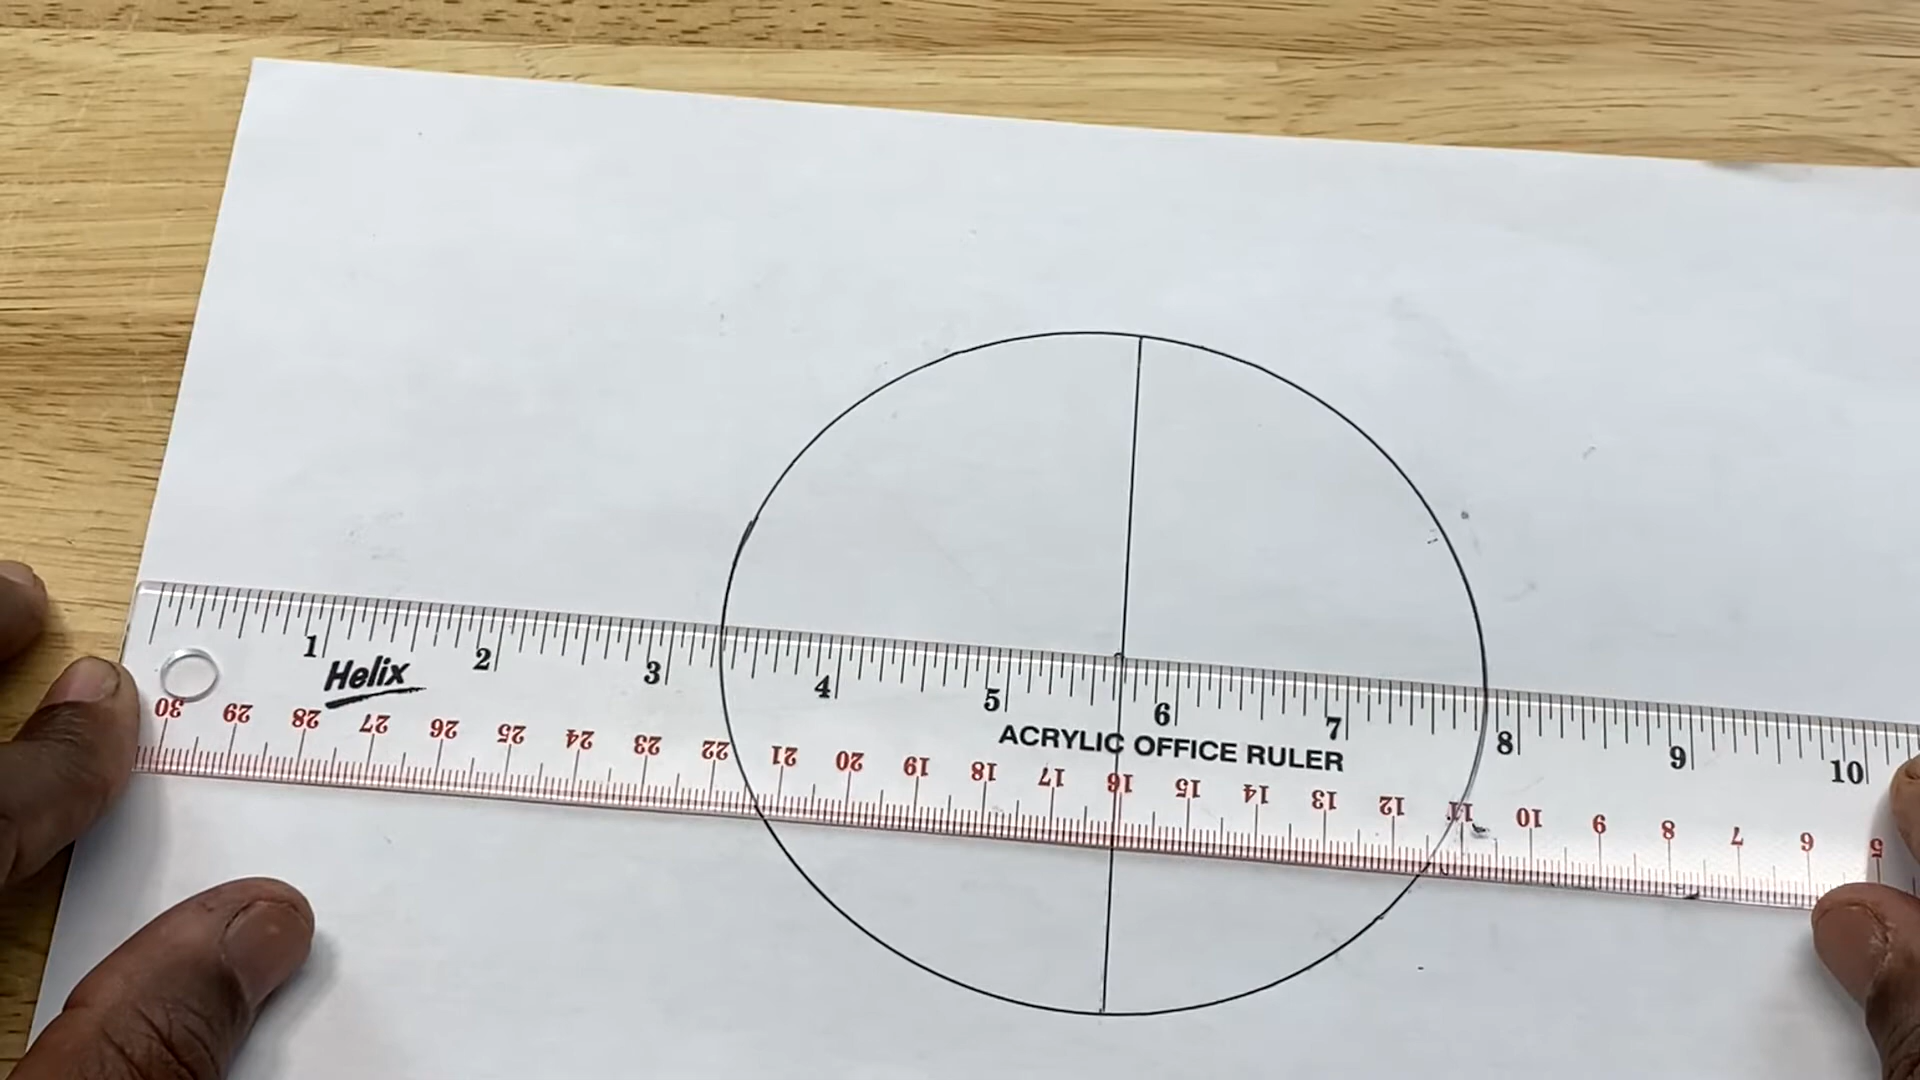 1 2 3 4 5 6 7 8 9 10
Helix
ACRYLIC OFFICE RULER
30 29 28 27 26 25 24 23 22 21 20 19 18 17 16 15 14 13 12 11 10 9 8 7 6 5